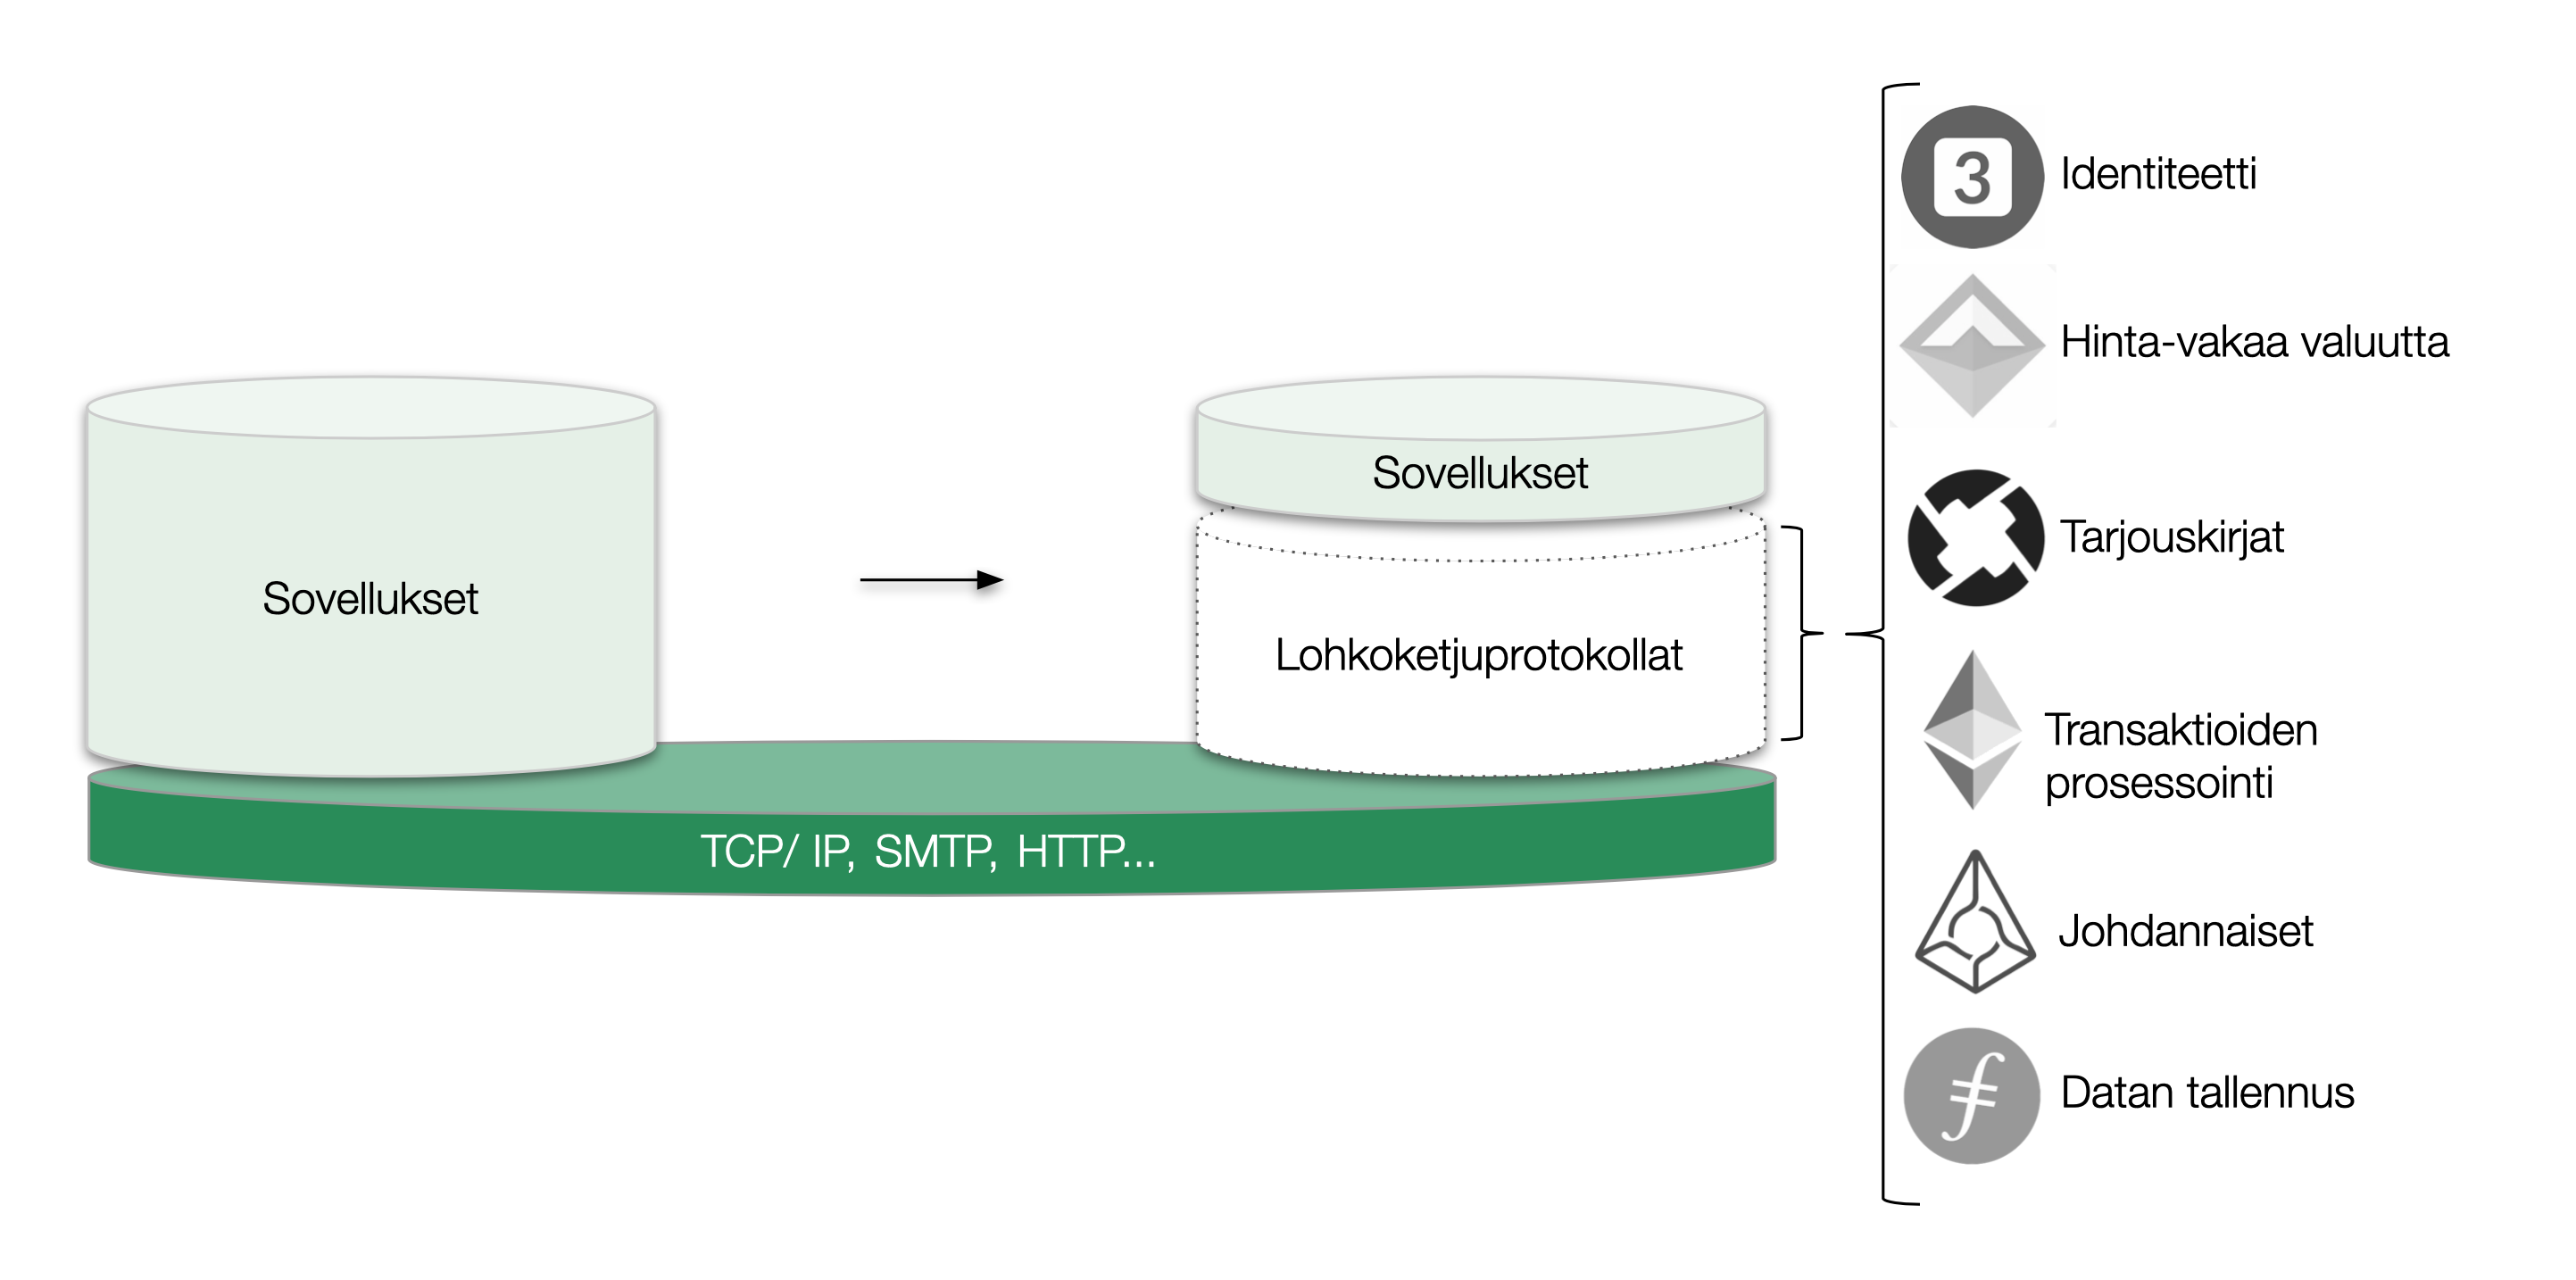 Sovellukset
Sovellukset
Lohkoketjuprotokollat
TCP/ IP, SMTP, HTTP...
3
Identiteetti
Hinta-vakaa valuutta
Tarjouskirjat
Transaktioiden
prosessointi
Johdannaiset
Datan tallennus